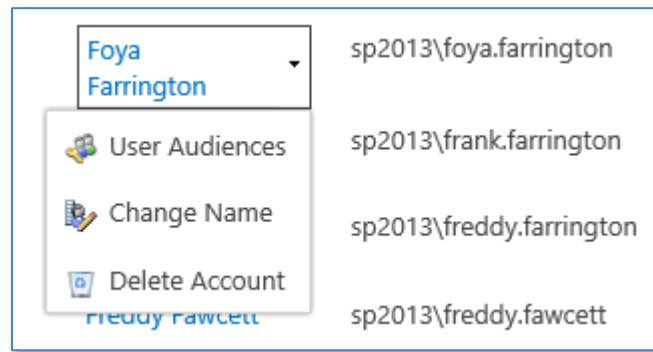 Foya
Farrington
sp2013\foya.farrington
User Audiences
sp2013\frank.farrington
Change Name
sp2013\freddy.farrington
Delete Account
Freddy Fawcett
sp2013\freddy.fawcett